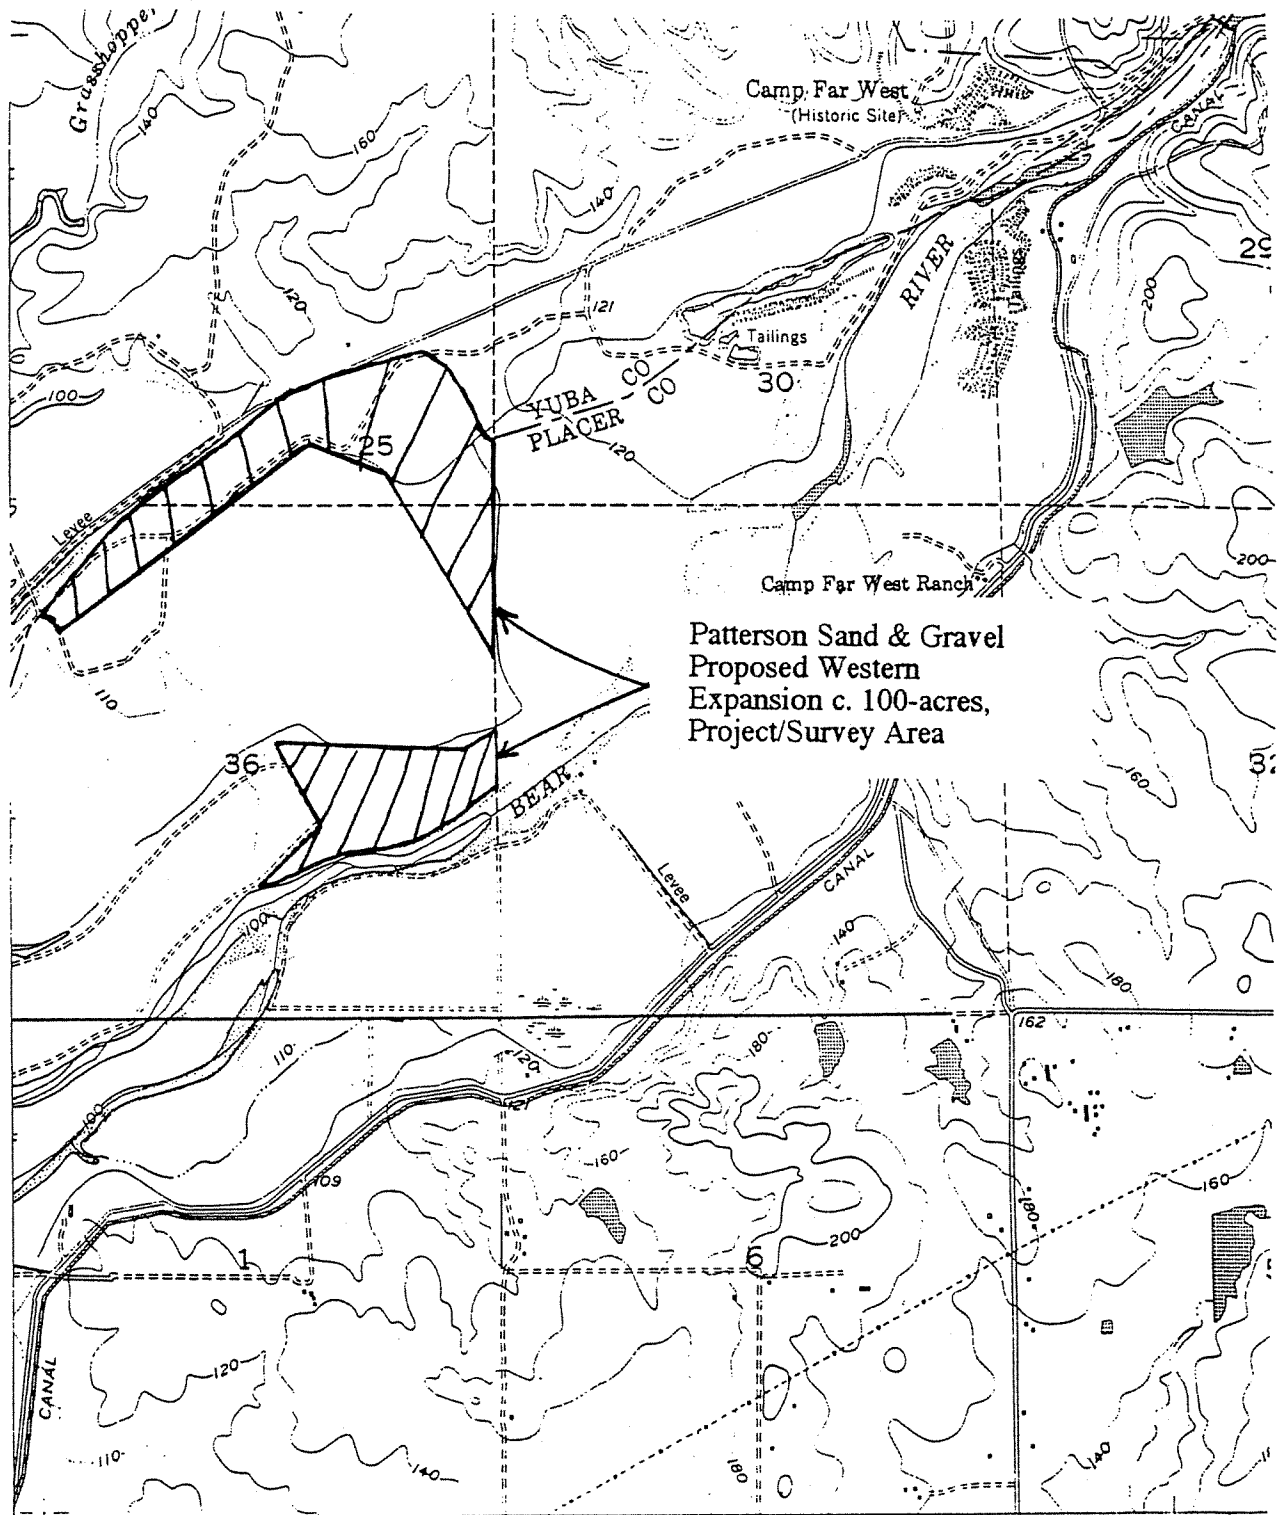 Grasshopper
140
160
Camp Far West
(Historic Site)
CANAL
140
29
120
121
RIVER
200
Tailings
Tailings
30
CO
CO
YUBA
PLACER
100
25
120
Levee
200
Camp Far West Ranch
Patterson Sand & Gravel
Proposed Western
Expansion c. 100-acres,
Project/Survey Area
110
36
BEAR
160
Levee
CANAL
100
140
180
162
110
120
180
121
100
160
109
180
160
1
6
200
120
CANAL
110
140
180
140